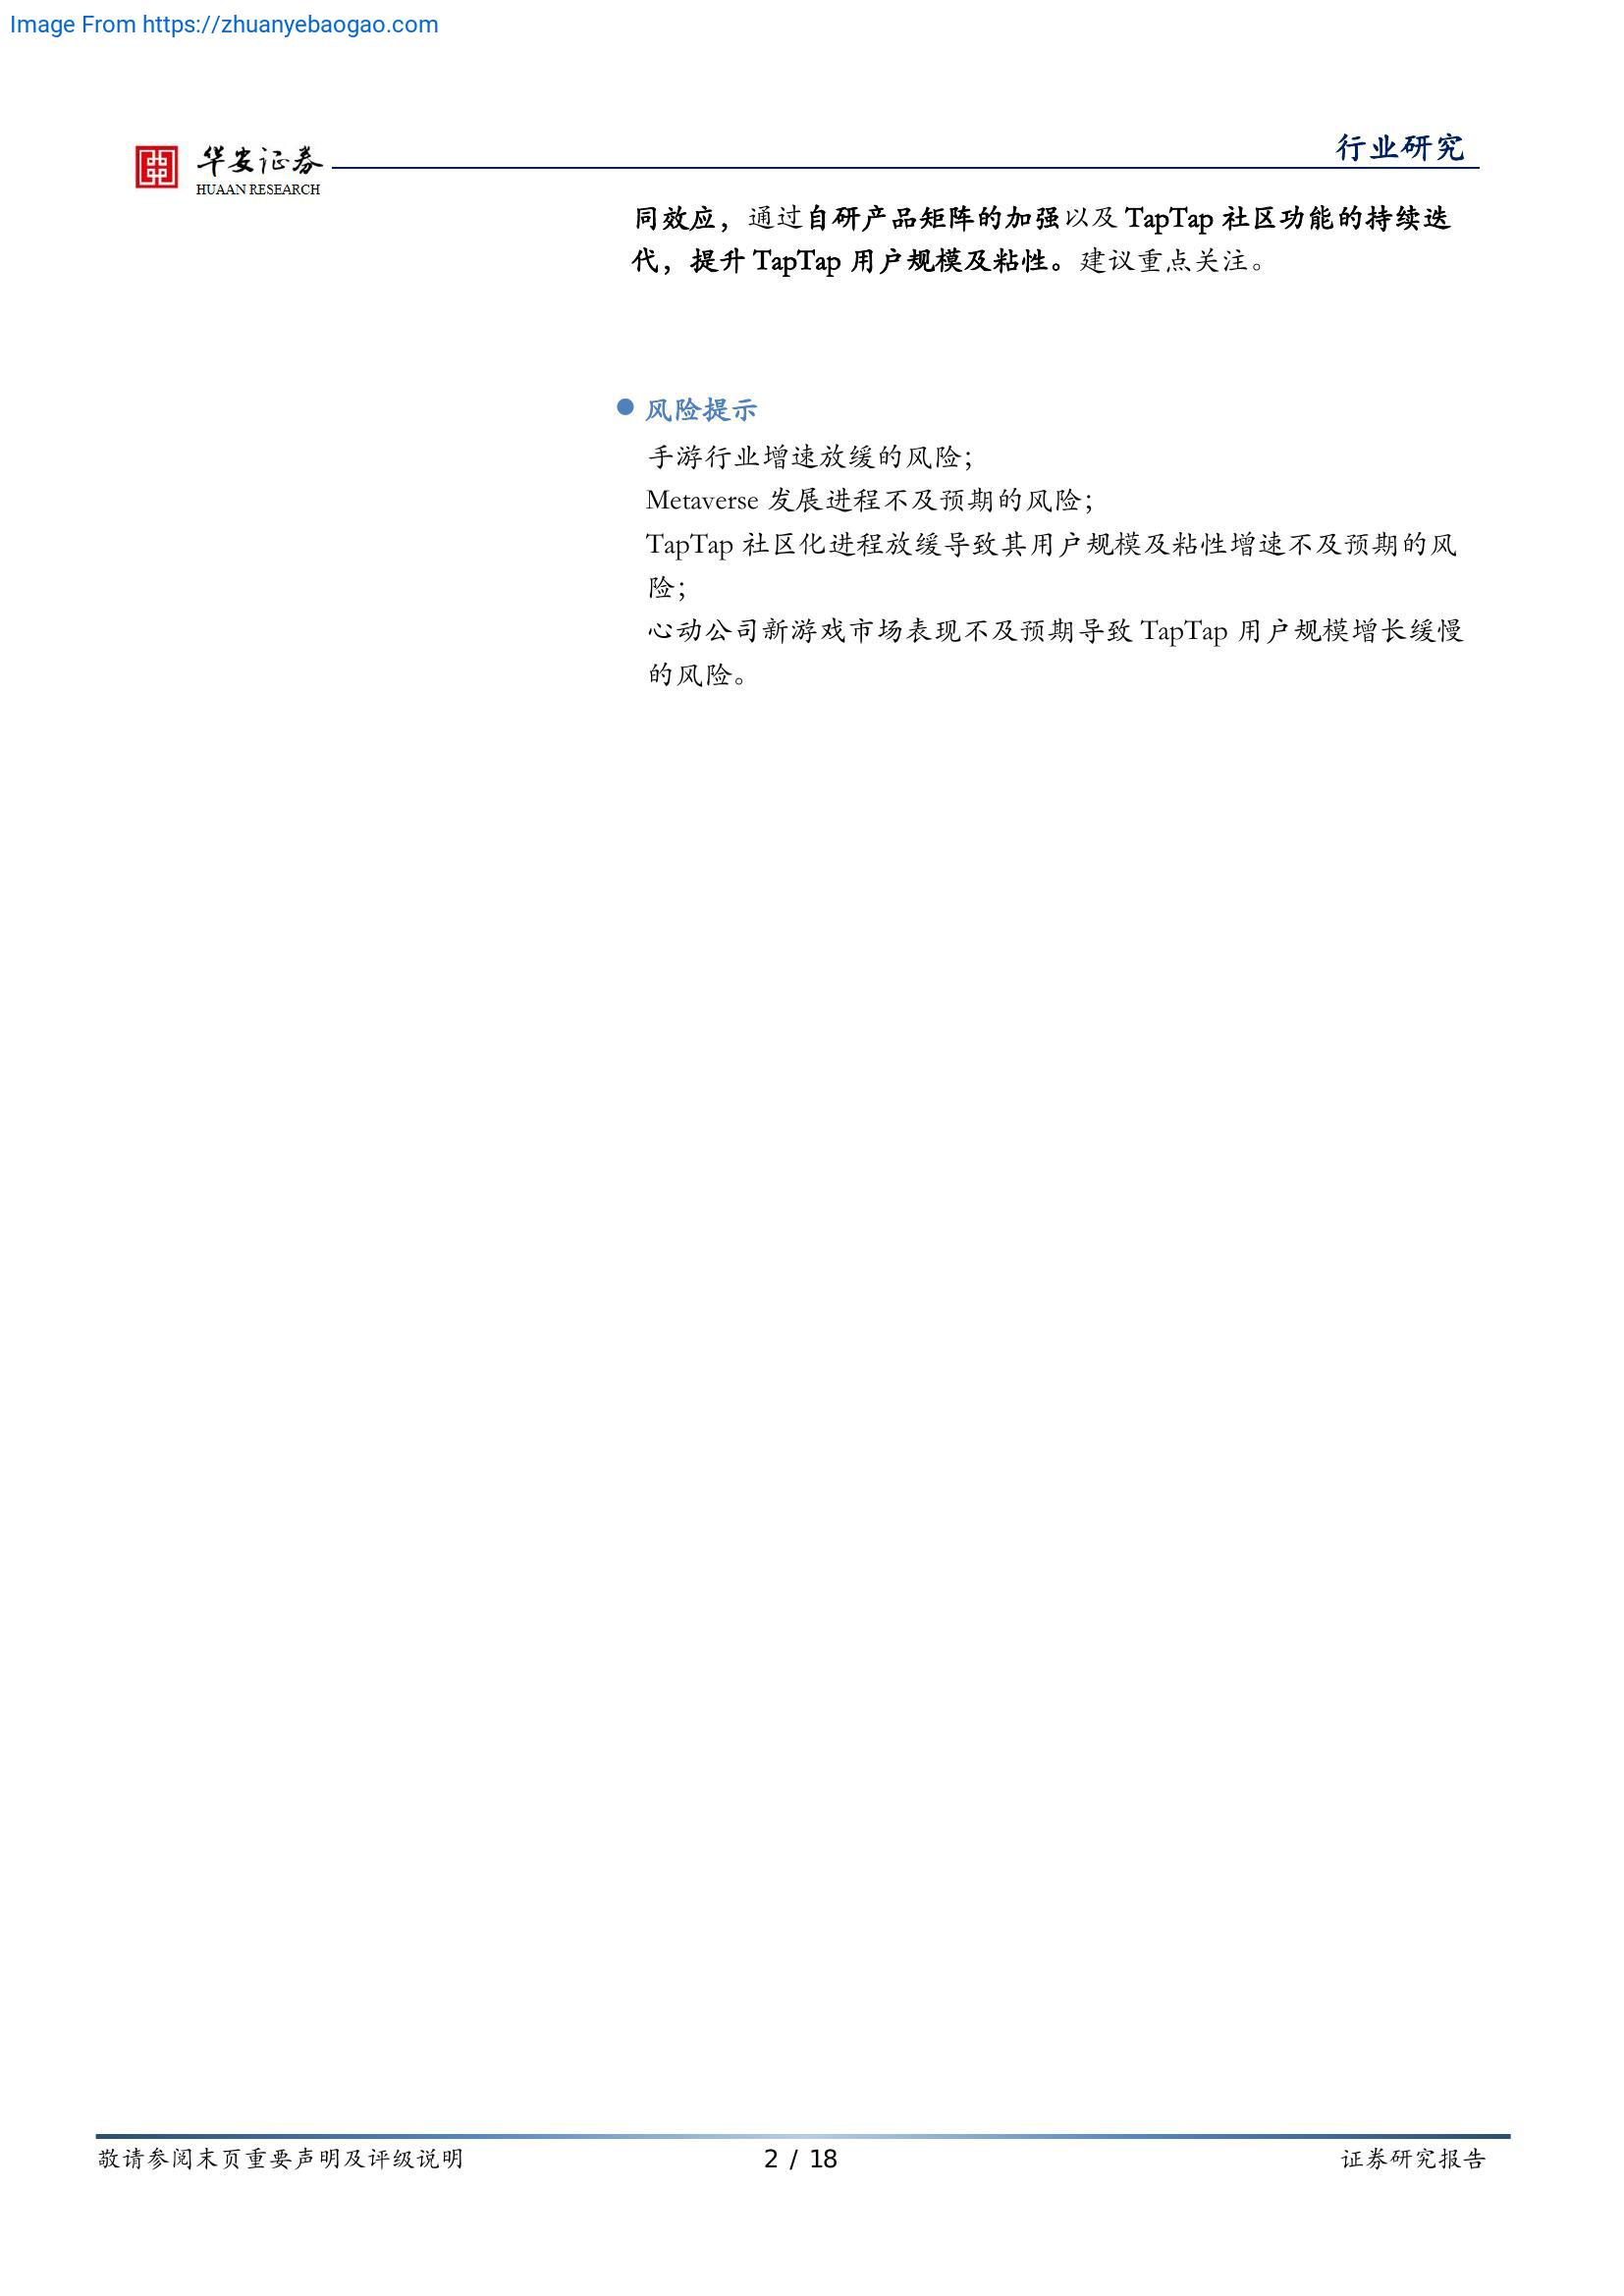 Image From https://zhuanyebaogao.com
华安证券
HUAAN RESEARCH
行业研究
同效应，通过自研产品矩阵的加强以及 TapTap 社区功能的持续迭
代，提升 TapTap 用户规模及粘性。建议重点关注。
风险提示
手游行业增速放缓的风险；
Metaverse 发展进程不及预期的风险；
TapTap 社区化进程放缓导致其用户规模及粘性增速不及预期的风
险；
心动公司新游戏市场表现不及预期导致 TapTap 用户规模增长缓慢
的风险。
敬请参阅末页重要声明及评级说明
2 / 18
证券研究报告